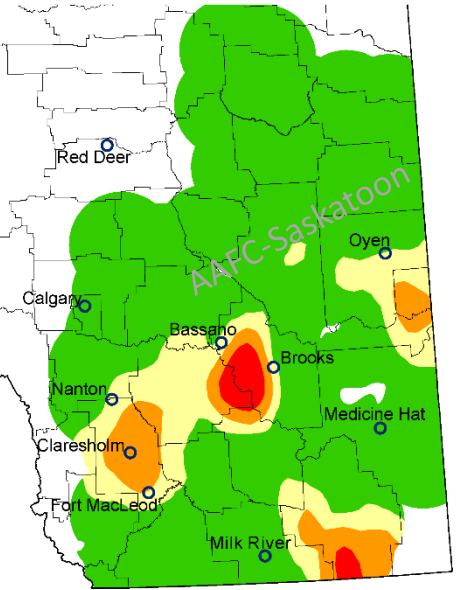 Red Deer
AAFC-Saskatoon
Oyen
Calgary
Bassano
Brooks
Nanton
Medicine Hat
Claresholm
Fort MacLeod
Milk River